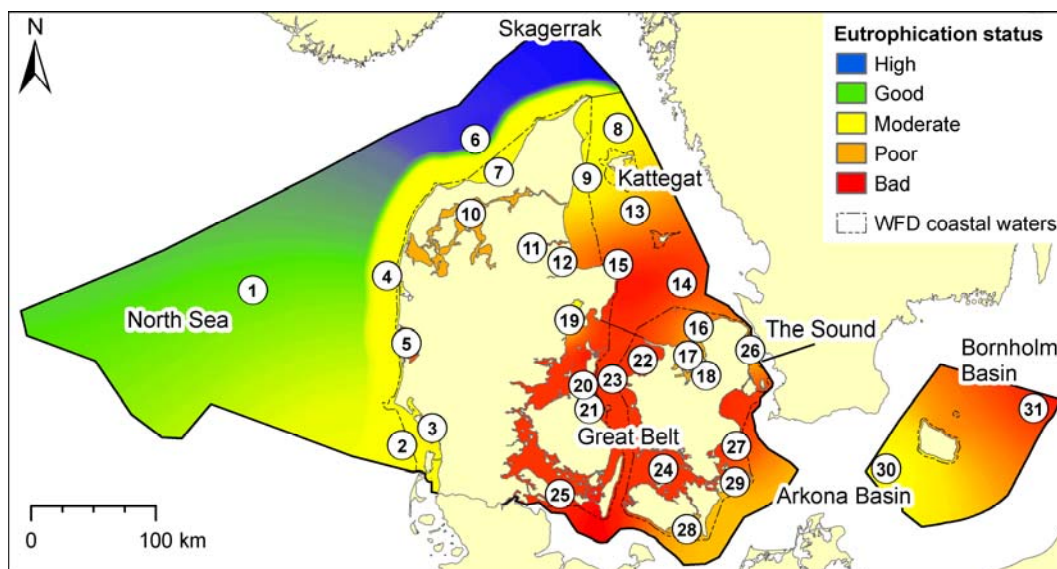 N
Skagerrak
Eutrophication status
High
Good
Moderate
Poor
Bad
WFD coastal waters
6
8
7
9
Kattegat
10
13
11
12
15
4
14
1
North Sea
19
16
The Sound
5
17
26
22
18
Bornholm
Basin
20
23
21
31
3
Great Belt
2
27
24
30
29
Arkona Basin
25
28
0
100 km